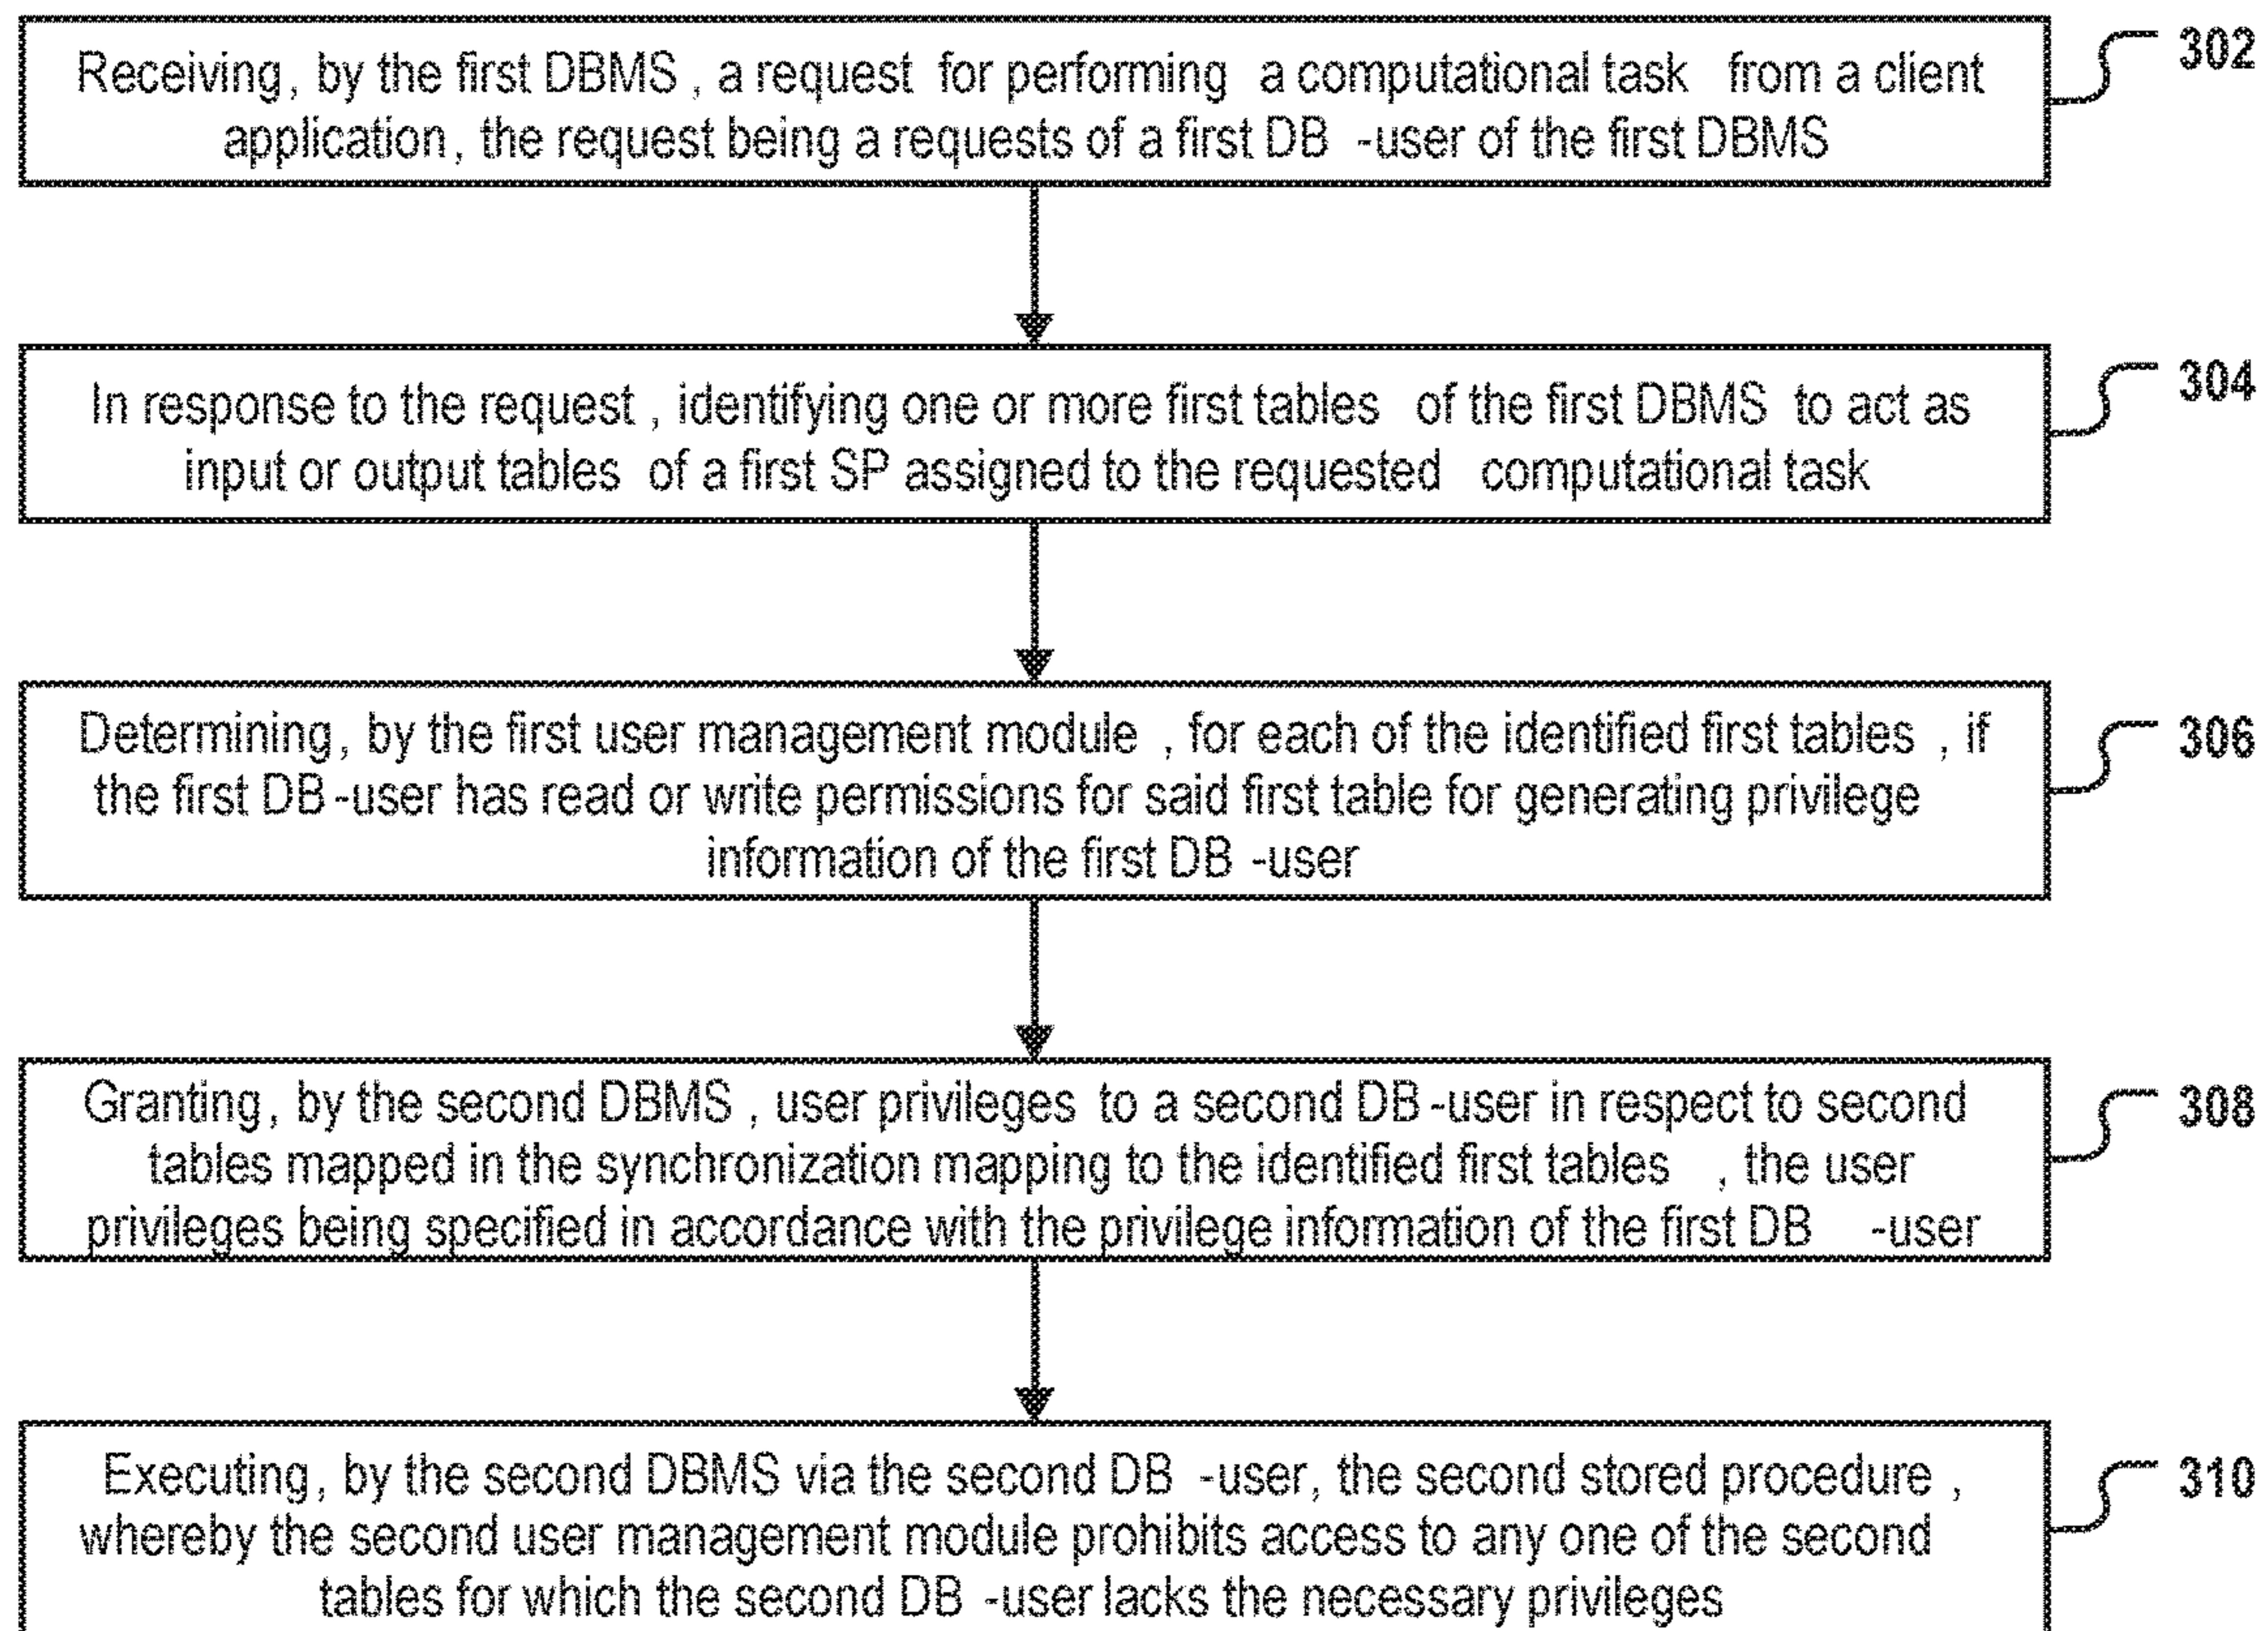 Receiving, by the first DBMS, a request for performing a computational task from a client
application, the request being a requests of a first DB-user of the first DBMS
302
In response to the request, identifying one or more first tables of the first DBMS to act as
input or output tables of a first SP assigned to the requested computational task
304
Determining, by the first user management module, for each of the identified first tables, if
the first DB-user has read or write permissions for said first table for generating privilege
information of the first DB-user
306
Granting, by the second DBMS, user privileges to a second DB-user in respect to second
tables mapped in the synchronization mapping to the identified first tables, the user
privileges being specified in accordance with the privilege information of the first DB-user
308
Executing, by the second DBMS via the second DB-user, the second stored procedure,
whereby the second user management module prohibits access to any one of the second
tables for which the second DB-user lacks the necessary privileges
310